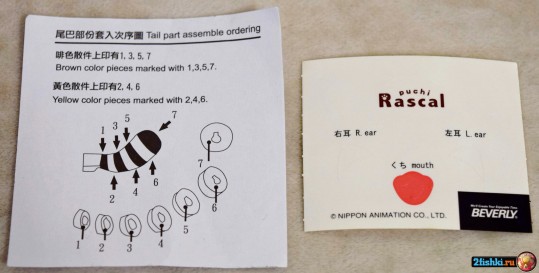 尾巴部份套入次序圖 Tail part assemble ordering
啡色散件上印有1, 3, 5, 7
Brown color pieces marked with 1,3,5,7.
黃色散件上印有2, 4, 6
Yellow color pieces marked with 2,4,6.
1 3 5 7
2 4 6
1 2 3 4 5 6 7
puchi
Rascal
右耳 R. ear 左耳 L. ear
くち mouth
© NIPPON ANIMATION CO., LTD.
BEVERLY
2fishki.ru